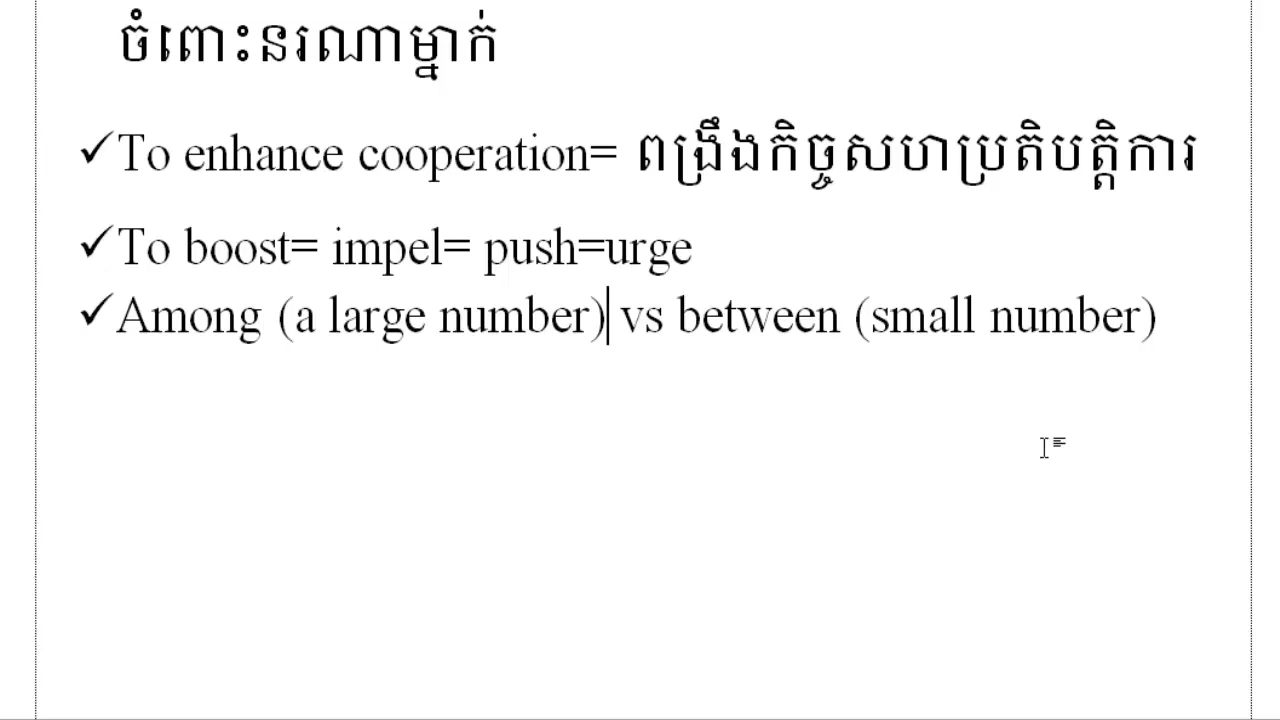 ចំពោះនរណាម្នាក់
✓To enhance cooperation= ពង្រឹងកិច្ចសហប្រតិបត្តិការ
✓To boost= impel= push=urge
✓Among (a large number) vs between (small number)